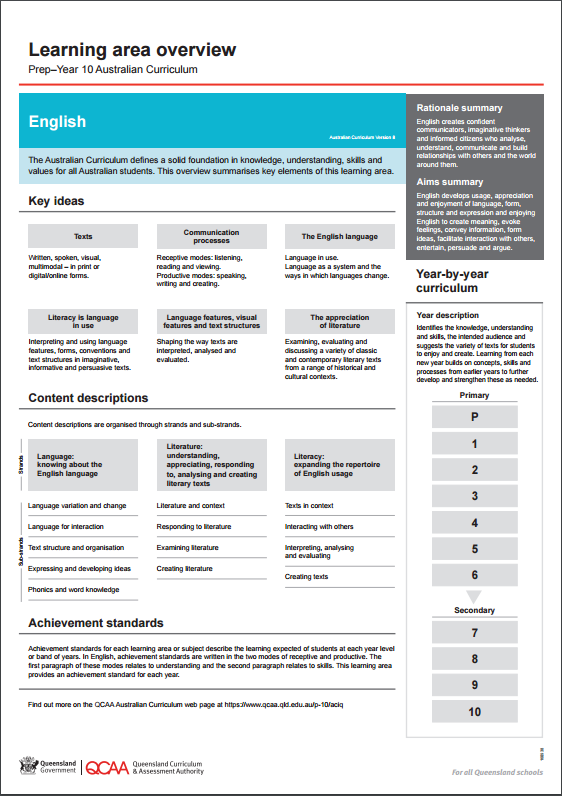 Learning area overview
Prep–Year 10 Australian Curriculum
English
Australian Curriculum Version 8
The Australian Curriculum defines a solid foundation in knowledge, understanding, skills and
values for all Australian students. This overview summarises key elements of this learning area.
Rationale summary
English creates confident
communicators, imaginative thinkers
and informed citizens who analyse,
understand, communicate and build
relationships with others and the world
around them.
Aims summary
English develops usage, appreciation
and enjoyment of language, form,
structure and expression and enjoying
English to create meaning, evoke
feelings, convey information, form
ideas, facilitate interaction with others,
entertain, persuade and argue.
Key ideas
Texts
Written, spoken, visual,
multimodal – in print or
digital/online forms.
Communication
processes
Receptive modes: listening,
reading and viewing.
Productive modes: speaking,
writing and creating.
The English language
Language in use.
Language as a system and the
ways in which languages change.
Literacy is language
in use
Interpreting and using language
features, forms, conventions and
text structures in imaginative,
informative and persuasive texts.
Language features, visual
features and text structures
Shaping the way texts are
interpreted, analysed and
evaluated.
The appreciation
of literature
Examining, evaluating and
discussing a variety of classic
and contemporary literary texts
from a range of historical and
cultural contexts.
Content descriptions
Content descriptions are organised through strands and sub-strands.
Strands
Language:
knowing about the
English language
Literature:
understanding,
appreciating, responding
to, analysing and creating
literary texts
Literacy:
expanding the repertoire
of English usage
Sub-strands
Language variation and change
Language for interaction
Text structure and organisation
Expressing and developing ideas
Phonics and word knowledge
Literature and context
Responding to literature
Examining literature
Creating literature
Texts in context
Interacting with others
Interpreting, analysing
and evaluating
Creating texts
Achievement standards
Achievement standards for each learning area or subject describe the learning expected of students at each year level
or band of years. In English, achievement standards are written in the two modes of receptive and productive. The
first paragraph of these modes relates to understanding and the second paragraph relates to skills. This learning area
provides an achievement standard for each year.
Find out more on the QCAA Australian Curriculum web page at https://www.qcaa.qld.edu.au/p-10/aciq
Year-by-year
curriculum
Year description
Identifies the knowledge, understanding
and skills, the intended audience and
suggests the variety of texts for students
to enjoy and create. Learning from each
new year builds on concepts, skills and
processes from earlier years to further
develop and strengthen these as needed.
Primary
P
1
2
3
4
5
6
Secondary
7
8
9
10
Queensland
Government
QCAA
Queensland Curriculum
& Assessment Authority
For all Queensland schools